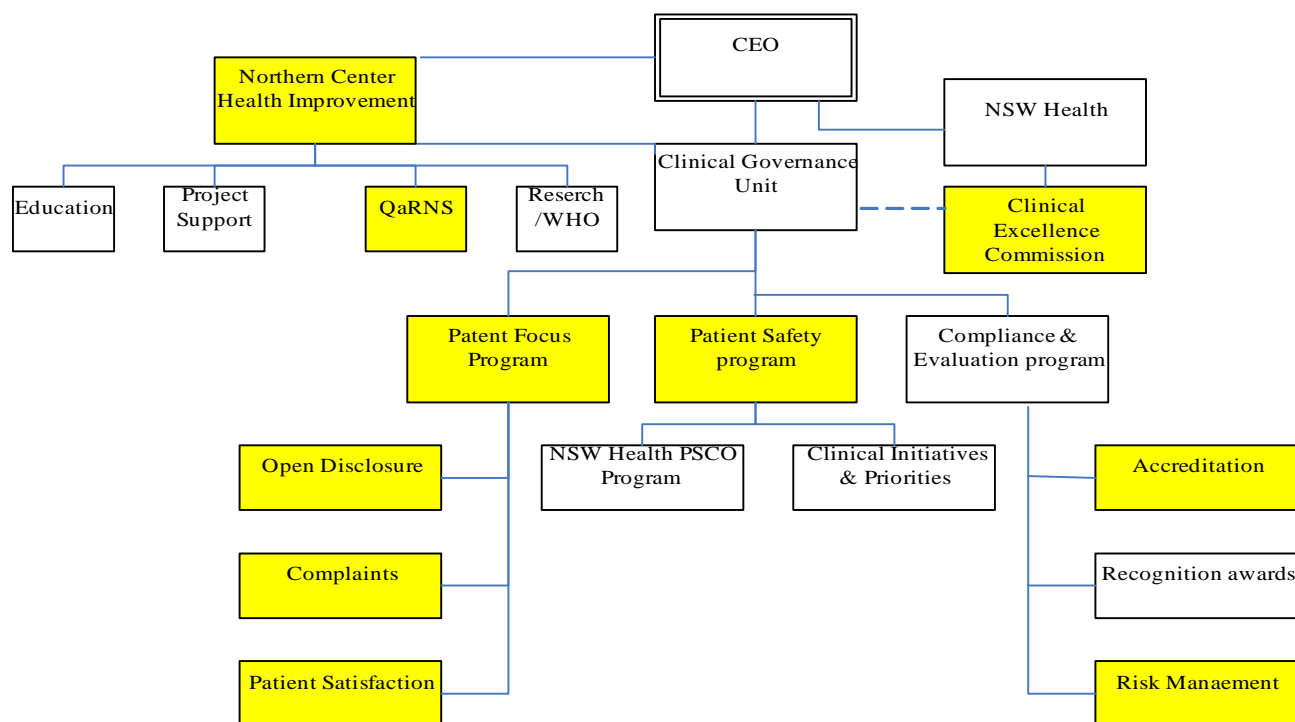 CEO
Northern Center
Health Improvement
NSW Health
Clinical Governance
Unit
Education
Project
Support
QaRNS
Reserch
/WHO
Clinical
Excellence
Commission
Patent Focus
Program
Patient Safety
program
Compliance &
Evaluation program
Open Disclosure
NSW Health PSCO
Program
Clinical Initiatives
& Priorities
Accreditation
Complaints
Recognition awards
Patient Satisfaction
Risk Manaement